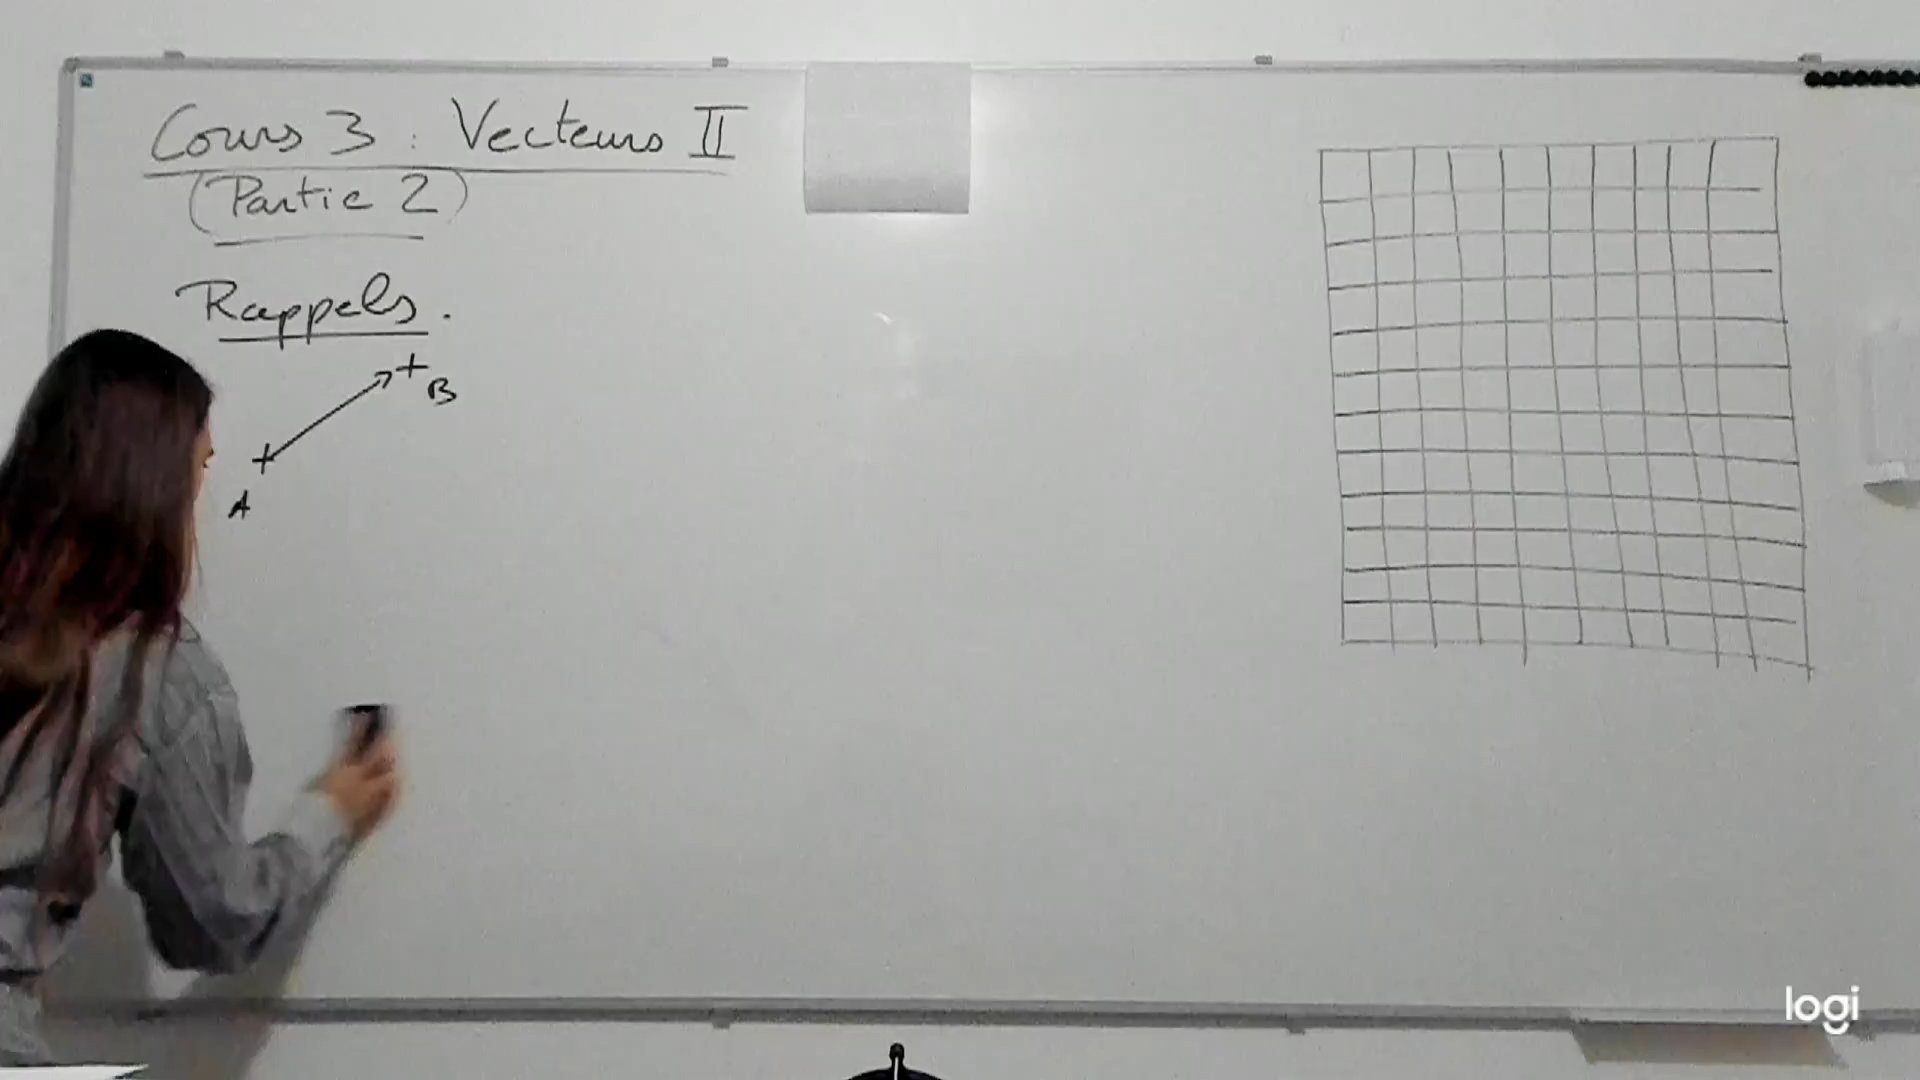 Cours 3 : Vecteurs II
(Partie 2)
Rappels.
B
A
logi